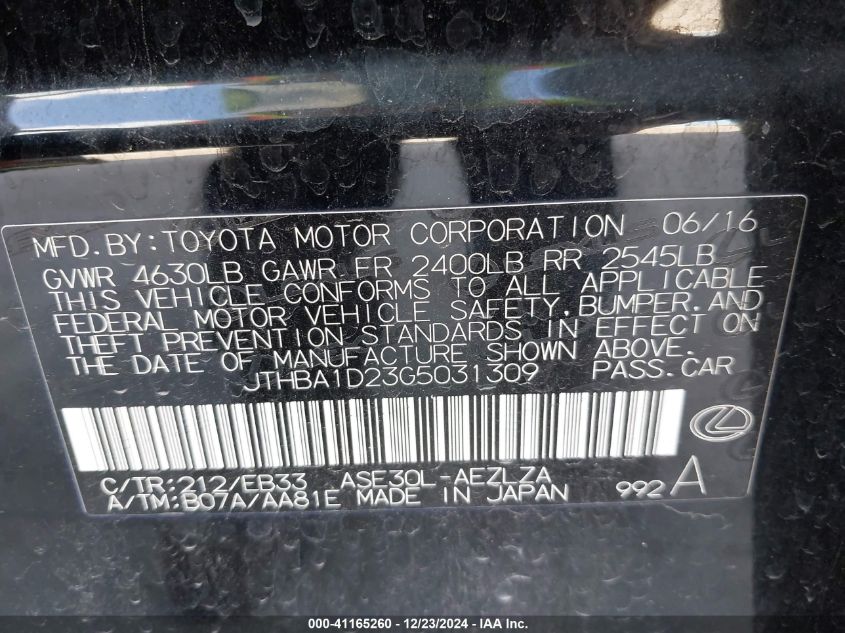 MFD. BY: TOYOTA MOTOR CORPORATION 06/16
GVWR 4630LB GAWR FR 2400LB RR 2545LB
THIS VEHICLE CONFORMS TO ALL APPLICABLE
FEDERAL MOTOR VEHICLE SAFETY, BUMPER, AND
THEFT PREVENTION STANDARDS IN EFFECT ON
THE DATE OF MANUFACTURE SHOWN ABOVE.
JTHBA1D23G5031309 PASS. CAR
C/TR:212/EB33 ASE30L-AEZLZA
A/TM:B07A/AA81E MADE IN JAPAN 992 A
000-41165260 - 12/23/2024 - IAA Inc.